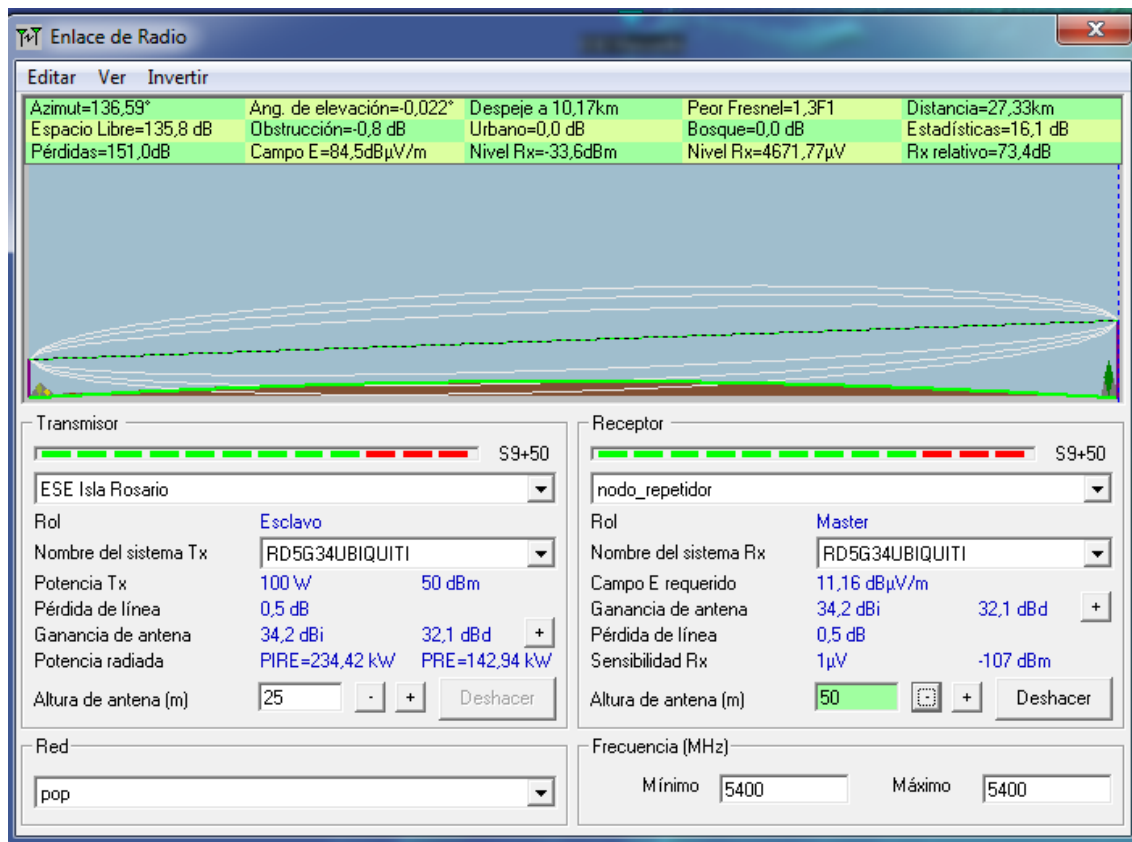 Enlace de Radio
Editar Ver Invertir
Azimut=136,59° Ang. de elevación=-0,022° Despeje a 10,17km Peor Fresnel=1,3F1 Distancia=27,33km
Espacio Libre=135,8 dB Obstrucción=-0,8 dB Urbano=0,0 dB Bosque=0,0 dB Estadísticas=16,1 dB
Pérdidas=151,0dB Campo E=84,5dBµV/m Nivel Rx=-33,6dBm Nivel Rx=4671,77µV Rx relativo=73,4dB
Transmisor
S9+50
ESE Isla Rosario
Rol Esclavo
Nombre del sistema Tx RD5G34UBIQUITI
Potencia Tx 100 W 50 dBm
Pérdida de línea 0,5 dB
Ganancia de antena 34,2 dBi 32,1 dBd +
Potencia radiada PIRE=234,42 kW PRE=142,94 kW
Altura de antena (m) 25 - + Deshacer
Receptor
S9+50
nodo_repetidor
Rol Master
Nombre del sistema Rx RD5G34UBIQUITI
Campo E requerido 11,16 dBµV/m
Ganancia de antena 34,2 dBi 32,1 dBd +
Pérdida de línea 0,5 dB
Sensibilidad Rx 1µV -107 dBm
Altura de antena (m) 50 - + Deshacer
Red
pop
Frecuencia (MHz)
Mínimo 5400 Máximo 5400